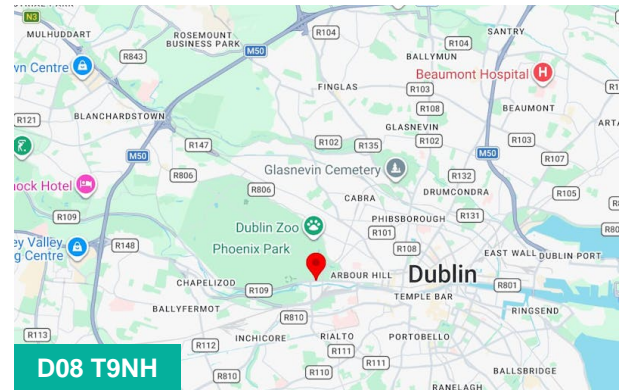 N3
MULHUDDART
ROSEMOUNT
BUSINESS PARK
M50
R104
SANTRY
R104
BALLYMUN
R843
wn Centre
Beaumont Hospital
H
FINGLAS
R103
R108
BEAUMONT
R121
BLANCHARDSTOWN
GLASNEVIN
ARTA
R147
R102
R135
R102
R103
M50
M50
R107
R806
Glasnevin Cemetery
R132
nock Hotel
R806
DRUMCONDRA
R105
CABRA
R109
PHIBSBOROUGH
R131
Dublin Zoo
R101
R80
ey Valley
g Centre
R148
Phoenix Park
R108
EAST WALL
DUBLIN PORT
ARBOUR HILL
Dublin
CHAPELIZOD
R109
R801
TEMPLE BAR
BALLYFERMOT
R810
RINGSEND
R113
INCHICORE
RIALTO
PORTOBELLO
R112
R111
R111
D08 T9NH
R810
R110
BALLSBRIDGE
RANELAGH